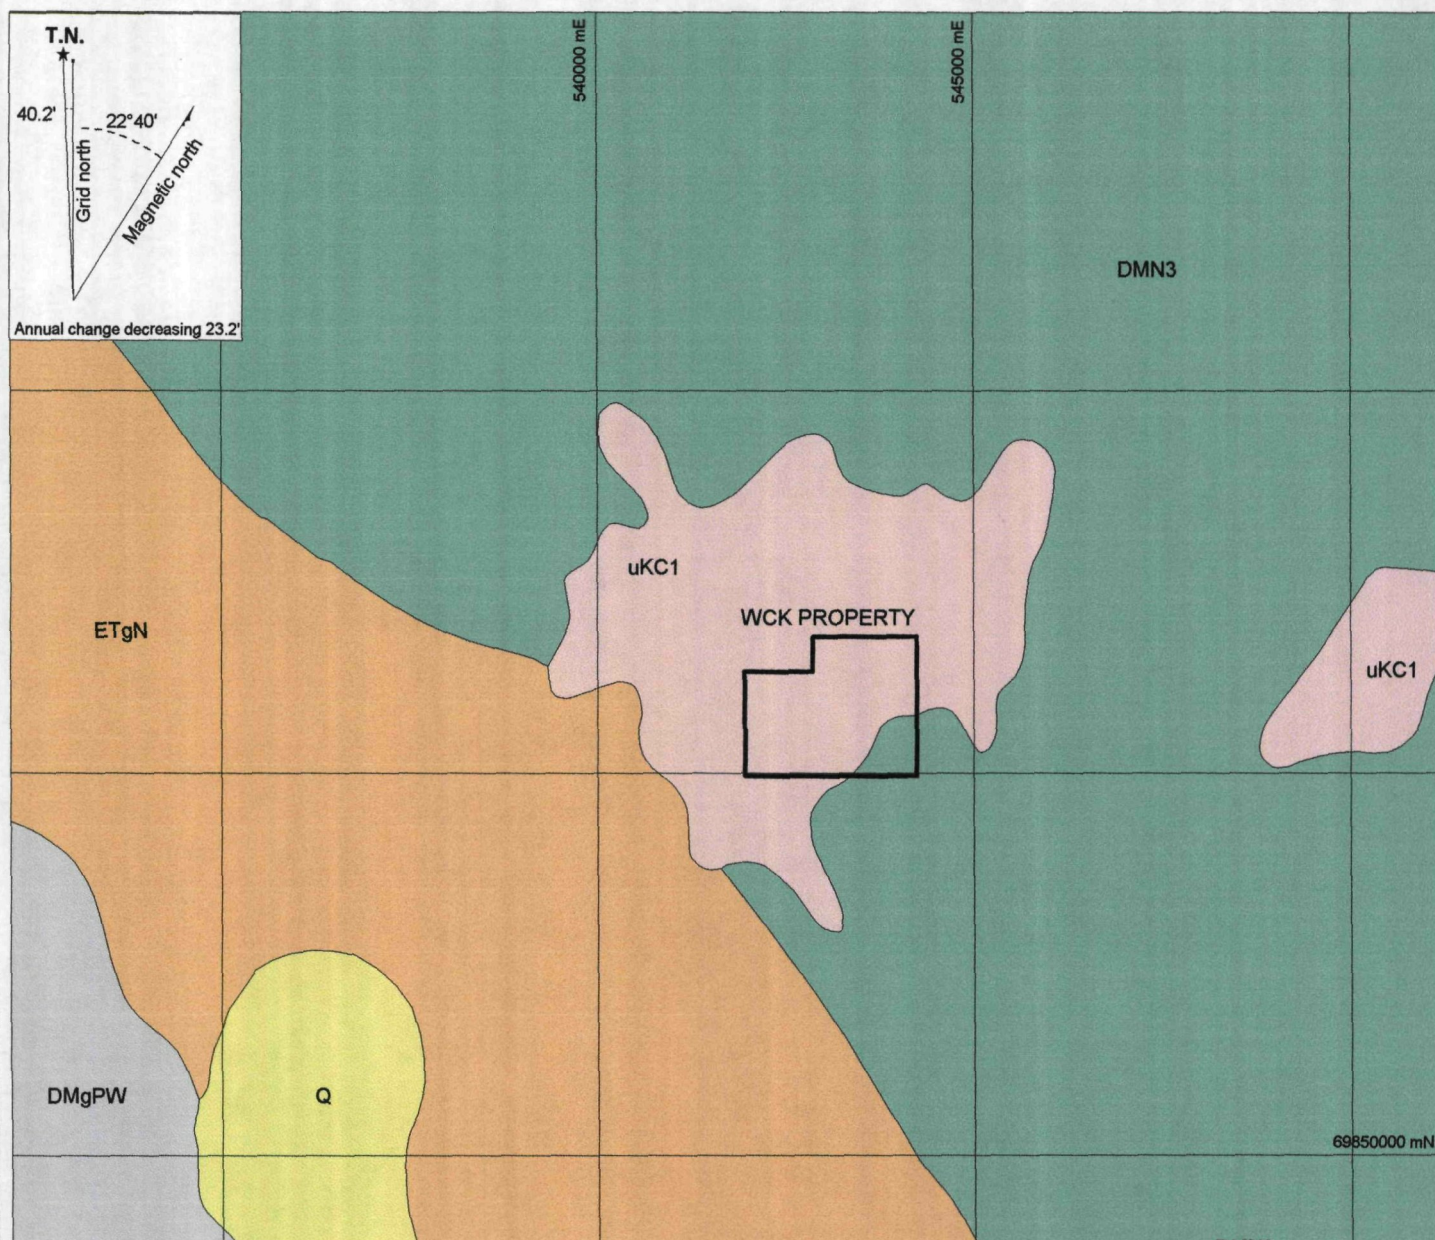 T.N.
40.2'
22°40'
Grid north
Magnetic north
Annual change decreasing 23.2'
540000 mE
545000 mE
DMN3
uKC1
WCK PROPERTY
ETgN
uKC1
DMgPW
Q
69850000 mN